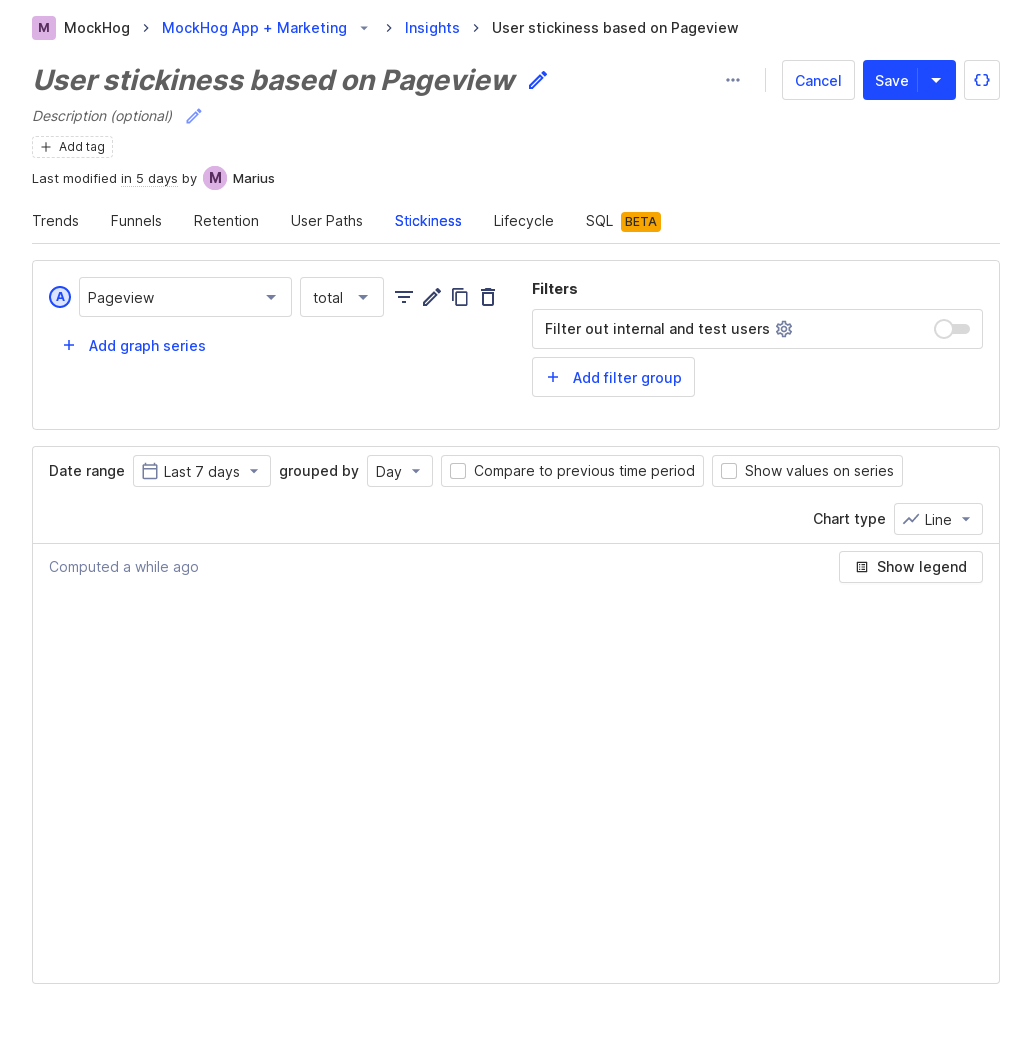 M MockHog > MockHog App + Marketing > Insights > User stickiness based on Pageview
User stickiness based on Pageview
Cancel Save
Description (optional)
Add tag
Last modified in 5 days by M Marius
Trends Funnels Retention User Paths Stickiness Lifecycle SQL BETA
A Pageview total
Add graph series
Filters
Filter out internal and test users
Add filter group
Date range Last 7 days grouped by Day Compare to previous time period Show values on series
Chart type Line
Computed a while ago Show legend